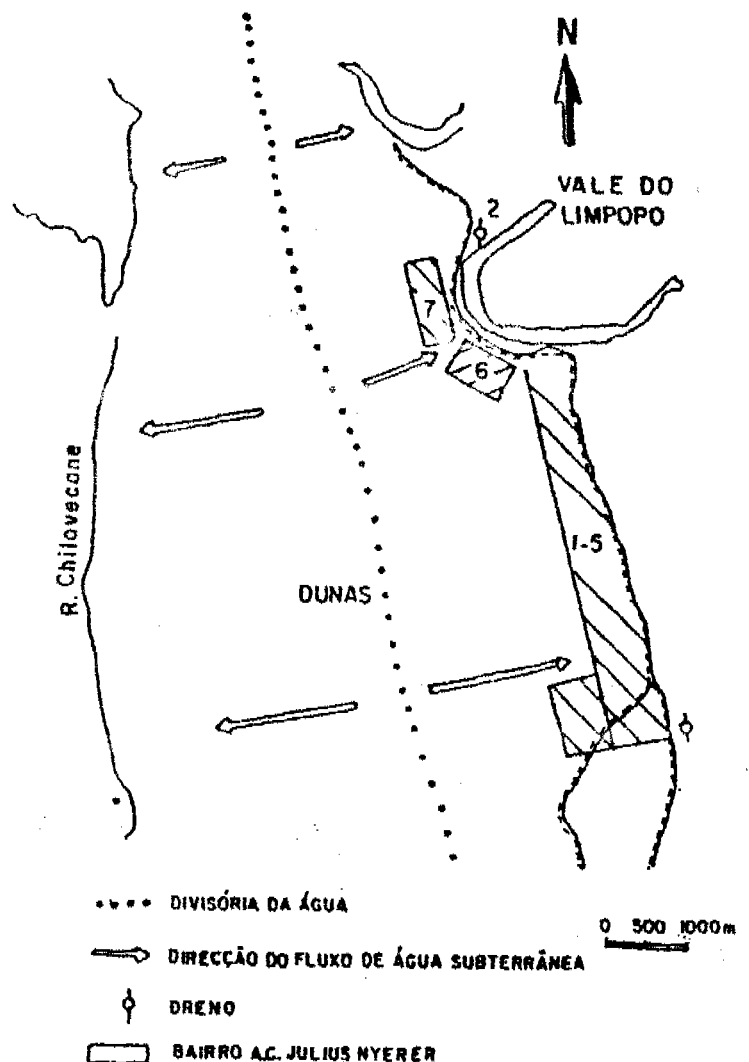 N
VALE DO
LIMPOPO
2
7
6
1-5
R. Chilovecane
DUNAS
DIVISÓRIA DA ÁGUA
0 500 1000m
DIRECÇÃO DO FLUXO DE ÁGUA SUBTERRÂNEA
DRENO
BAIRRO A.C. JULIUS NYERER